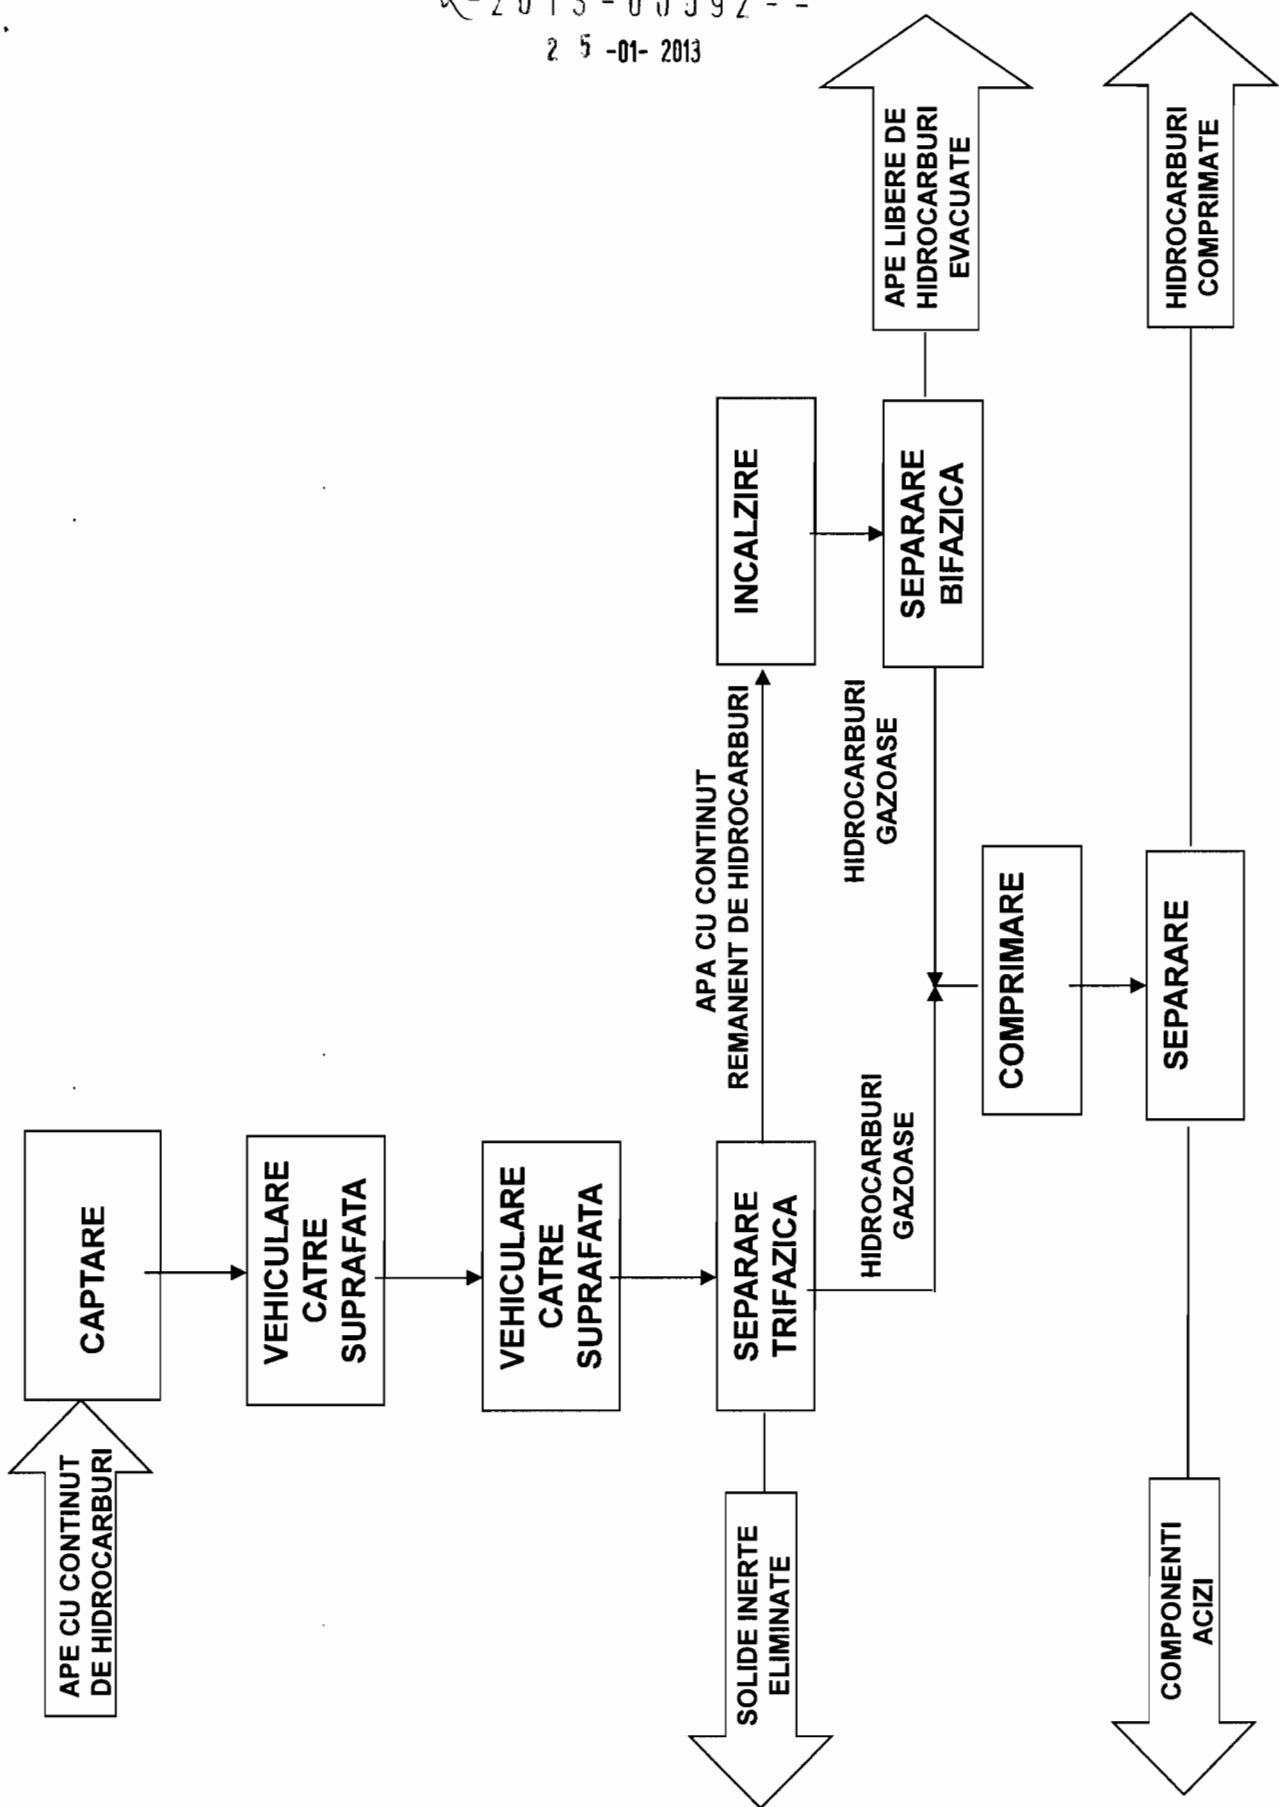 2 5 -01- 2013
APE CU CONTINUT
DE HIDROCARBURI
CAPTARE
VEHICULARE
CATRE
SUPRAFATA
VEHICULARE
CATRE
SUPRAFATA
SOLIDE INERTE
ELIMINATE
SEPARARE
TRIFAZICA
APA CU CONTINUT
REMANENT DE HIDROCARBURI
INCALZIRE
HIDROCARBURI
GAZOASE
HIDROCARBURI
GAZOASE
SEPARARE
BIFAZICA
APE LIBERE DE
HIDROCARBURI
EVACUATE
COMPRIMARE
COMPONENTI
ACIZI
SEPARARE
HIDROCARBURI
COMPRIMATE